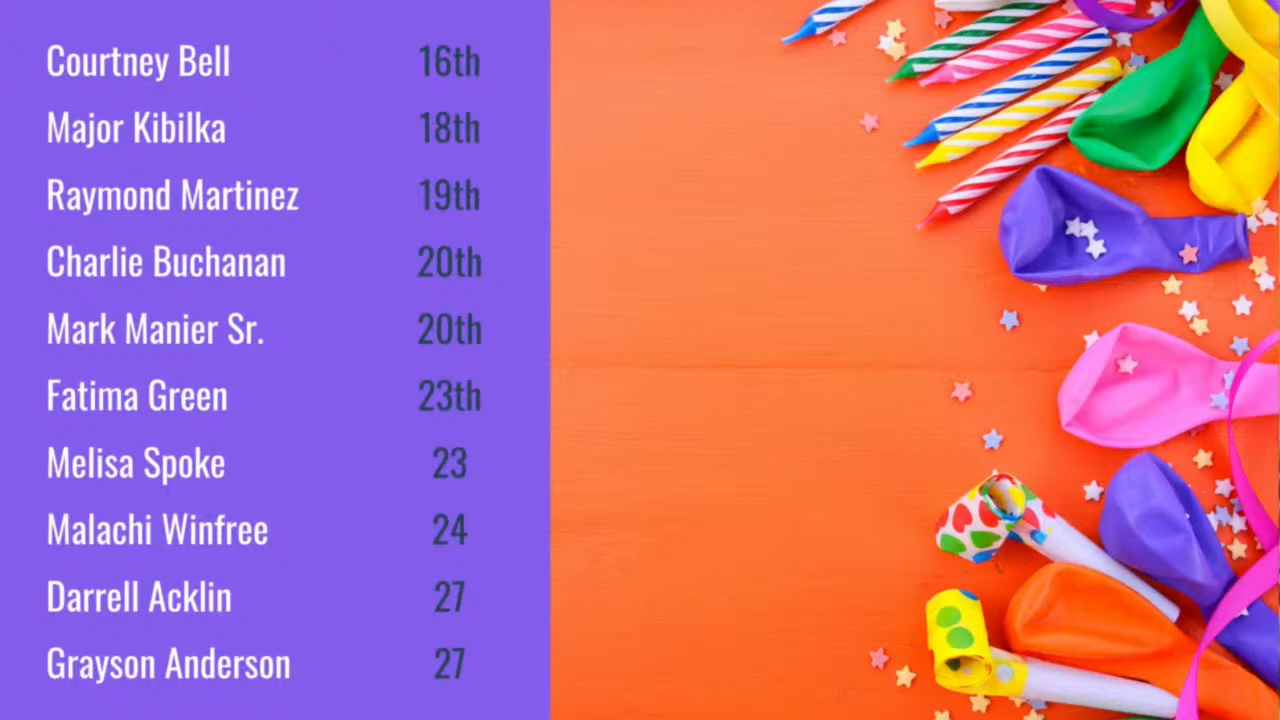 Courtney Bell 16th
Major Kibilka 18th
Raymond Martinez 19th
Charlie Buchanan 20th
Mark Manier Sr. 20th
Fatima Green 23th
Melisa Spoke 23
Malachi Winfree 24
Darrell Acklin 27
Grayson Anderson 27